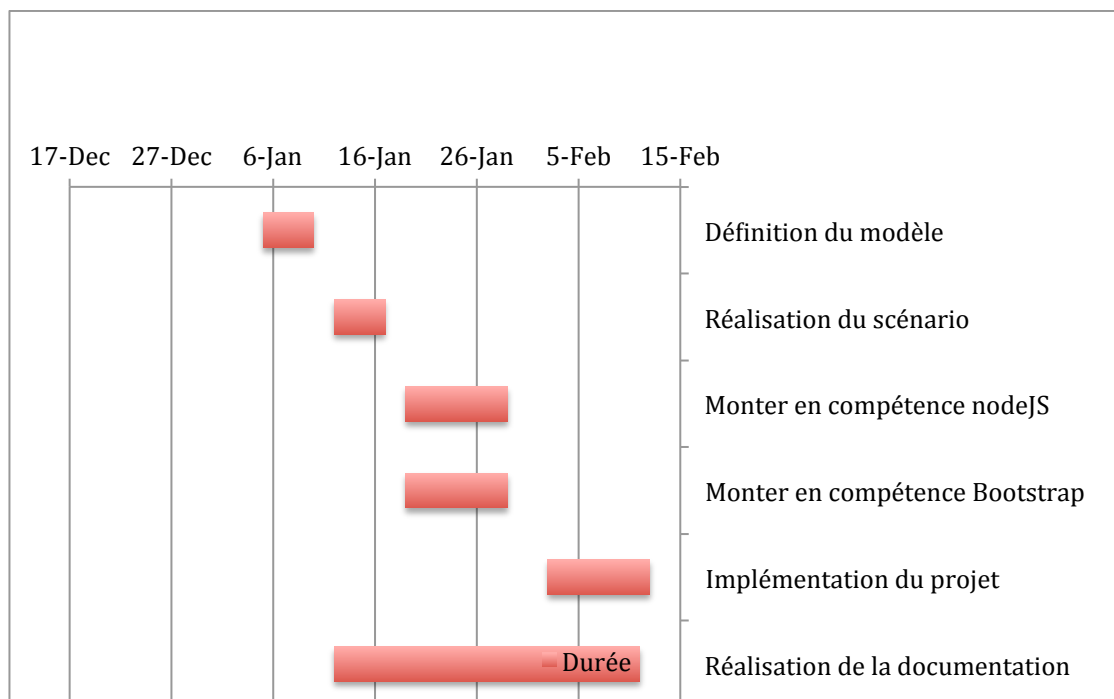 17-Dec 27-Dec 6-Jan 16-Jan 26-Jan 5-Feb 15-Feb
Définition du modèle
Réalisation du scénario
Monter en compétence nodeJS
Monter en compétence Bootstrap
Implémentation du projet
Durée
Réalisation de la documentation